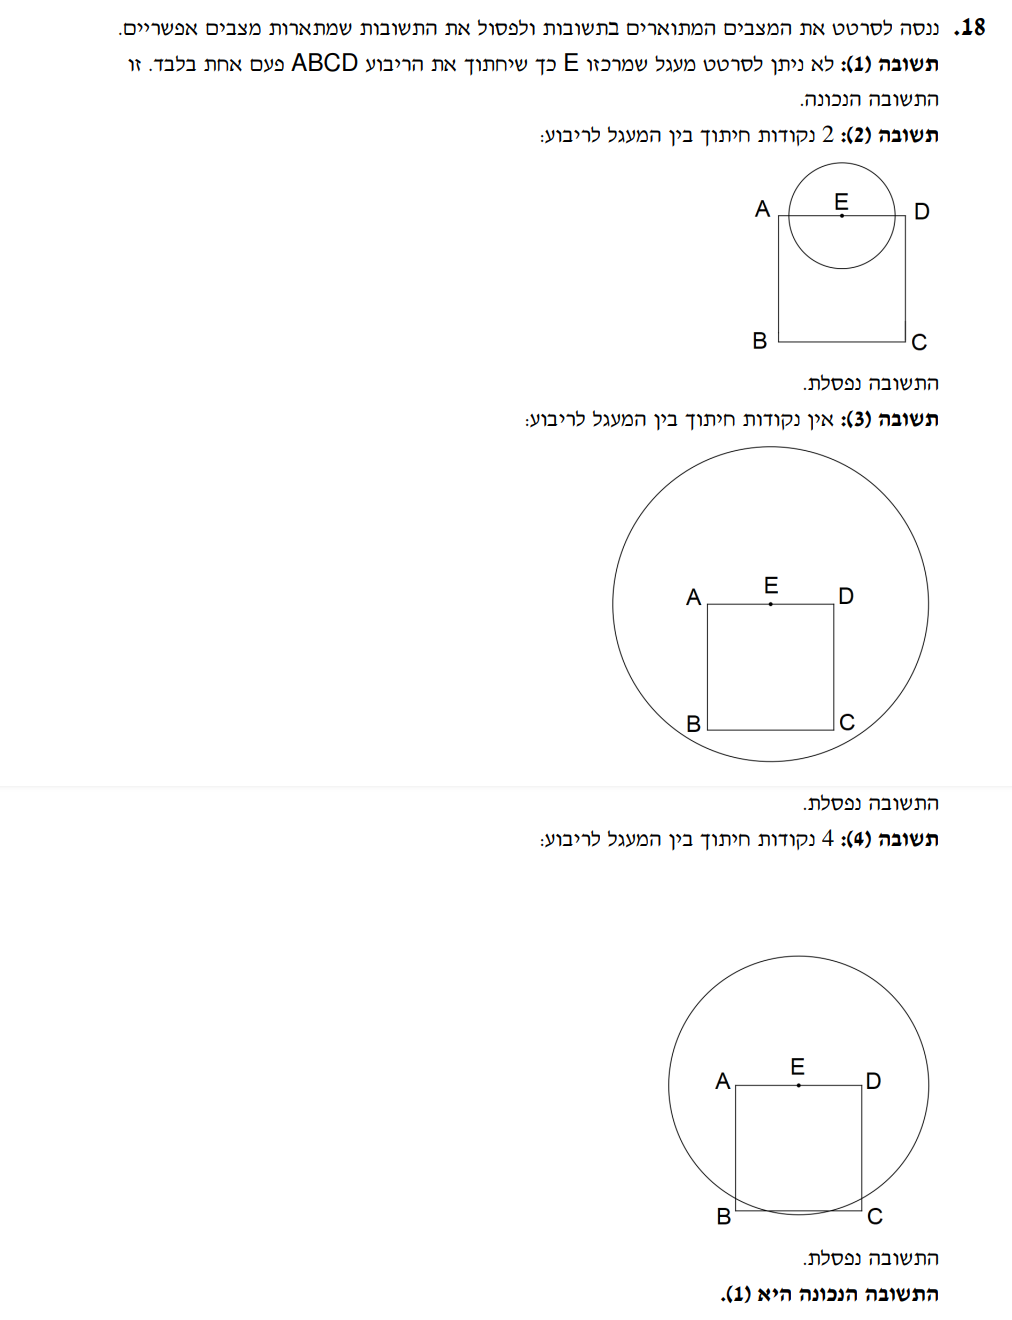 18. ננסה לסרטט את המצבים המתוארים בתשובות ולפסול את התשובות שמתארות מצבים אפשריים.
תשובה (1): לא ניתן לסרטט מעגל שמרכזו E כך שיחתוך את הריבוע ABCD פעם אחת בלבד. זו
התשובה הנכונה.
תשובה (2): 2 נקודות חיתוך בין המעגל לריבוע:
A E D
B C
התשובה נפסלת.
תשובה (3): אין נקודות חיתוך בין המעגל לריבוע:
A E D
B C
התשובה נפסלת.
תשובה (4): 4 נקודות חיתוך בין המעגל לריבוע:
A E D
B C
התשובה נפסלת.
התשובה הנכונה היא (1).